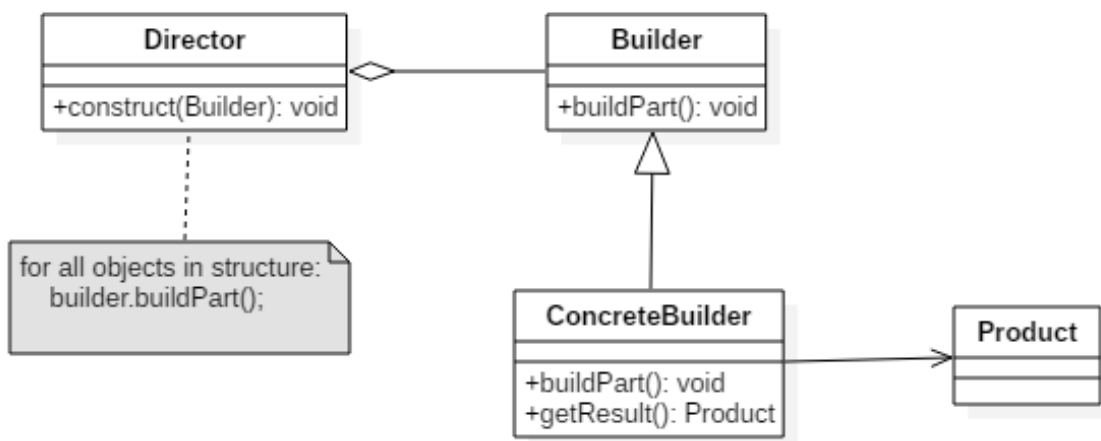 Director
+construct(Builder): void
Builder
+buildPart(): void
for all objects in structure:
builder.buildPart();
ConcreteBuilder
+buildPart(): void
+getResult(): Product
Product